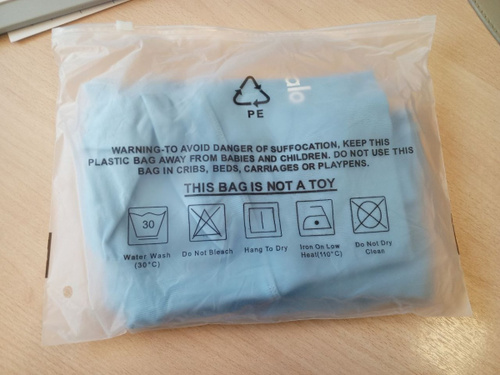 alo
PE
WARNING-TO AVOID DANGER OF SUFFOCATION, KEEP THIS
PLASTIC BAG AWAY FROM BABIES AND CHILDREN. DO NOT USE THIS
BAG IN CRIBS, BEDS, CARRIAGES OR PLAYPENS.
THIS BAG IS NOT A TOY
30
Water Wash
(30°C)
Do Not Bleach
Hang To Dry
Iron On Low
Heat(110°C)
Do Not Dry
Clean